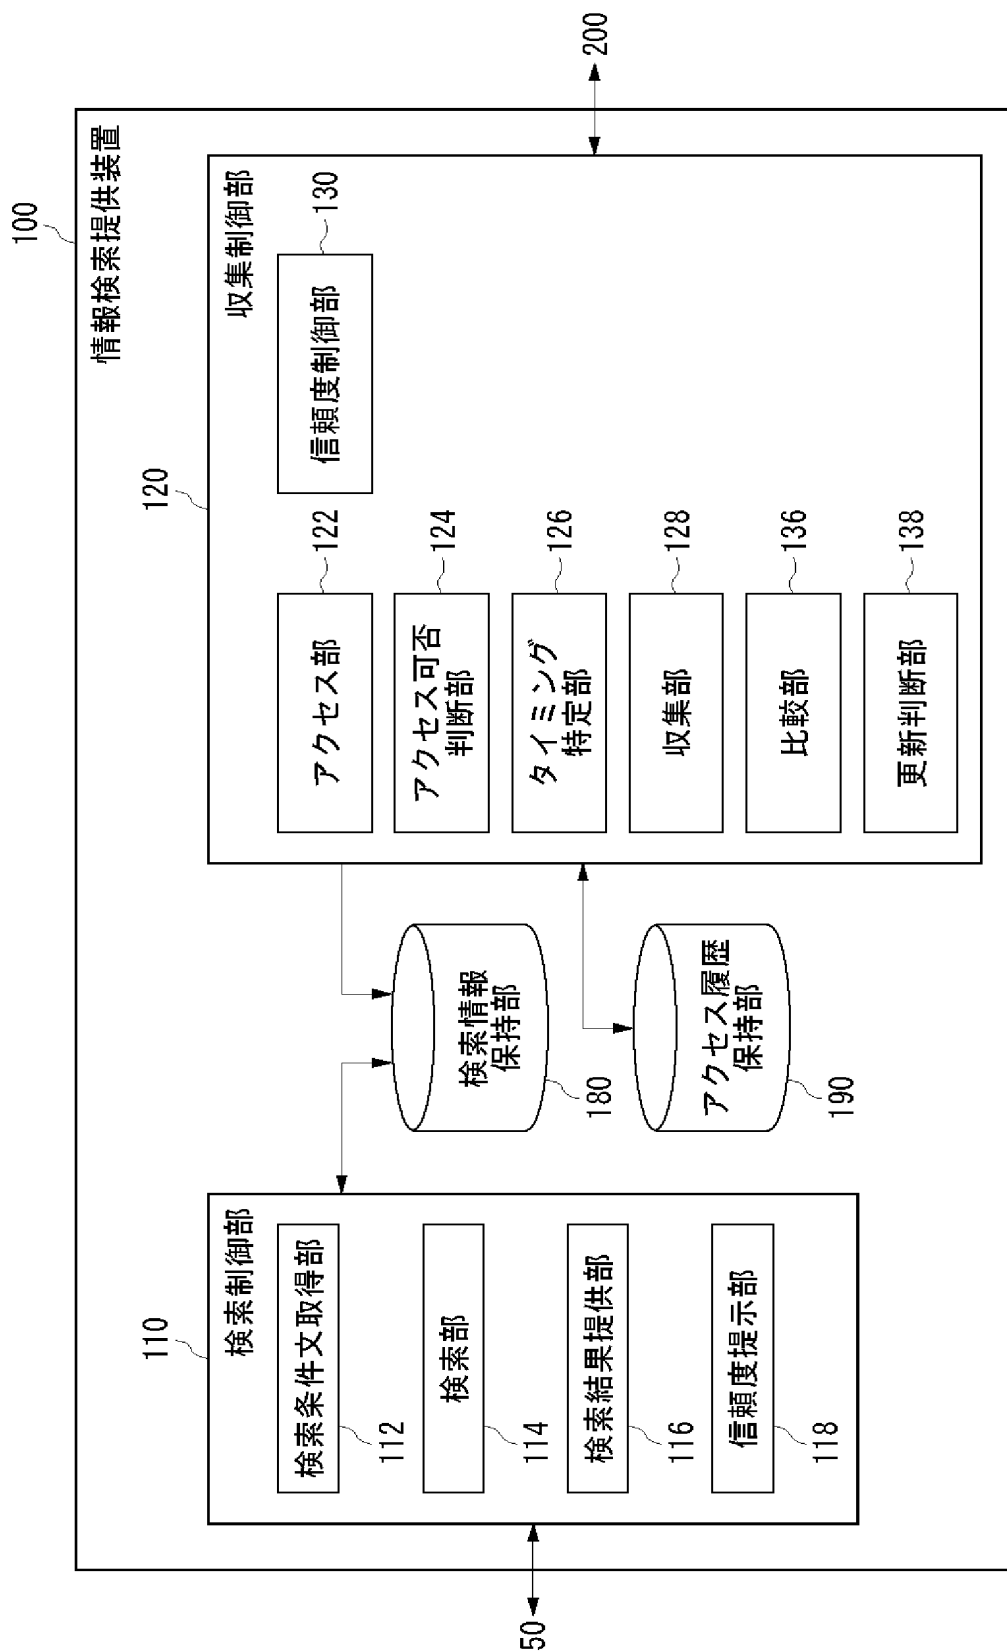 100
情報検索提供装置
110
検索制御部
検索条件文取得部
112
検索部
114
検索結果提供部
116
信頼度提示部
118
50
検索情報
保持部
180
アクセス履歴
保持部
190
120
収集制御部
アクセス部
122
アクセス可否
判断部
124
タイミング
特定部
126
収集部
128
比較部
136
更新判断部
138
信頼度制御部
130
200